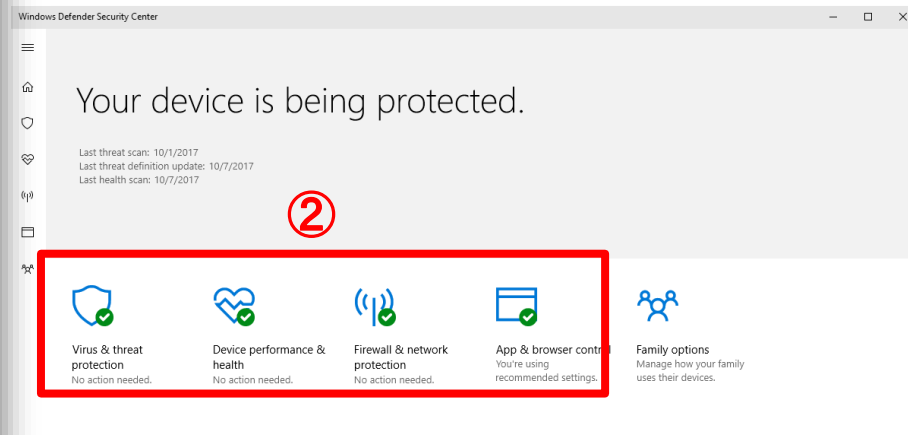 Windows Defender Security Center
Your device is being protected.
Last threat scan: 10/1/2017
Last threat definition update: 10/7/2017
Last health scan: 10/7/2017
②
Virus & threat
protection
No action needed.
Device performance &
health
No action needed.
Firewall & network
protection
No action needed.
App & browser control
You're using
recommended settings.
Family options
Manage how your family
uses their devices.